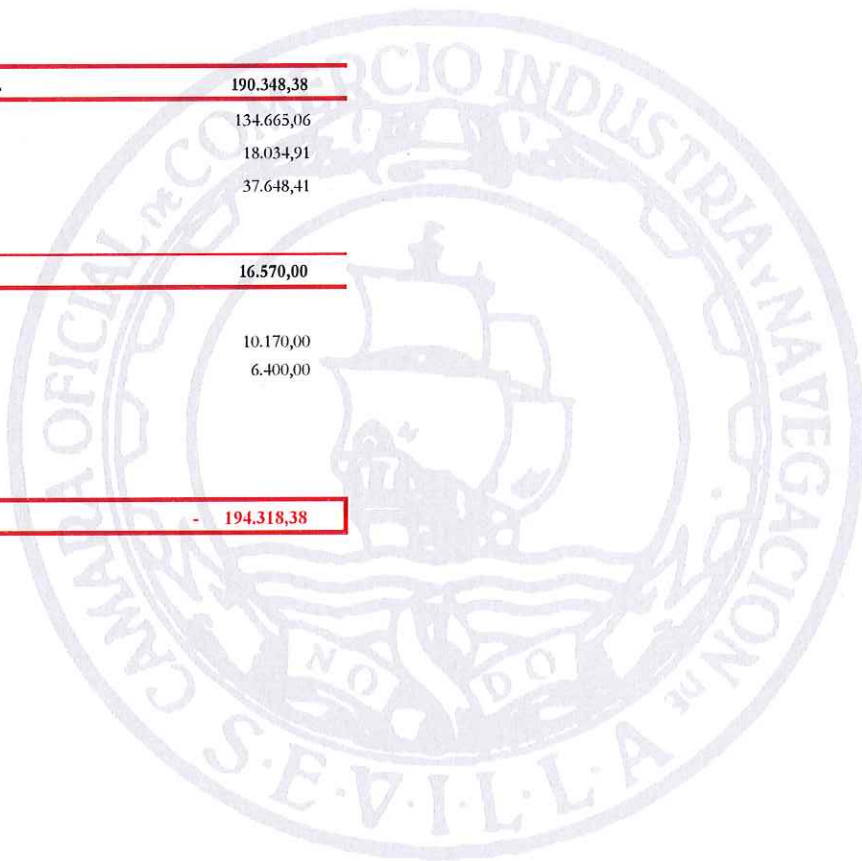 190.348,38
134.665,06
18.034,91
37.648,41
16.570,00
10.170,00
6.400,00
- 194.318,38
CAMARA OFICIAL DE COMERCIO INDUSTRIA Y NAVEGACION DE
S·E·V·I·L·L·A
NO DO